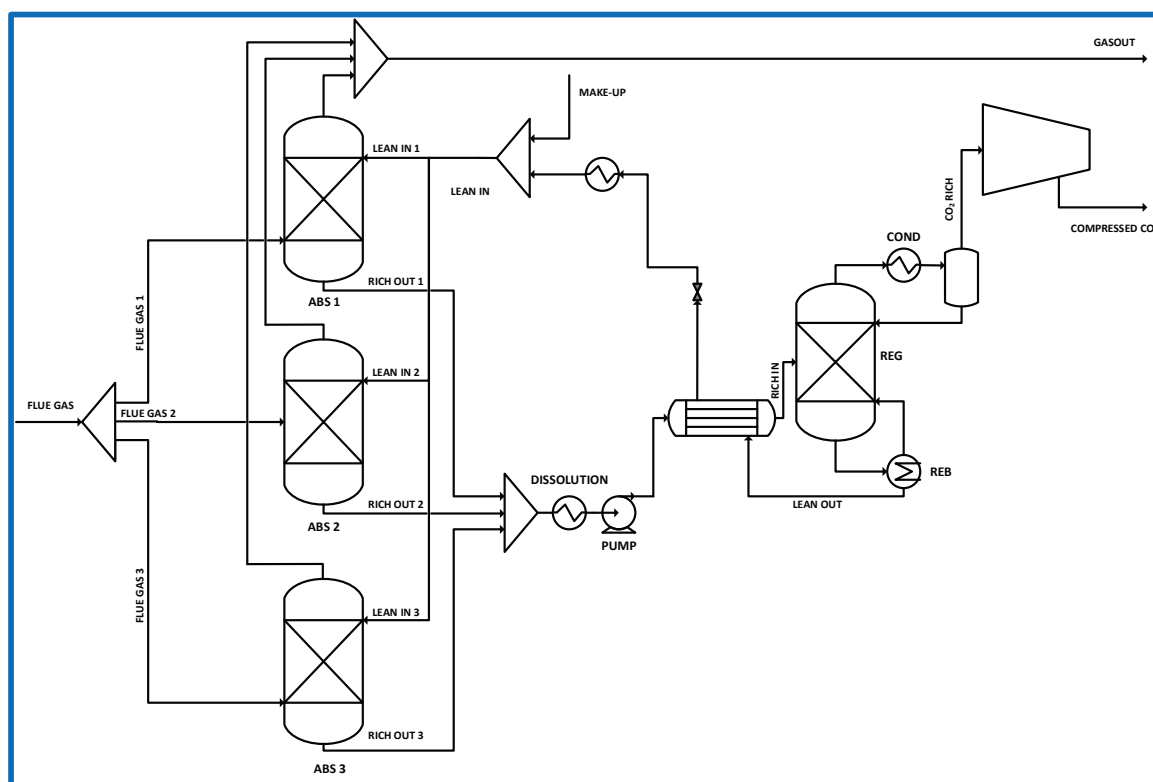 GASOUT
MAKE-UP
LEAN IN 1
LEAN IN
CO₂ RICH
COMPRESSED CO
COND
FLUE GAS 1
RICH OUT 1
ABS 1
REG
RICH IN
LEAN IN 2
FLUE GAS
FLUE GAS 2
DISSOLUTION
REB
LEAN OUT
RICH OUT 2
ABS 2
PUMP
FLUE GAS 3
LEAN IN 3
RICH OUT 3
ABS 3